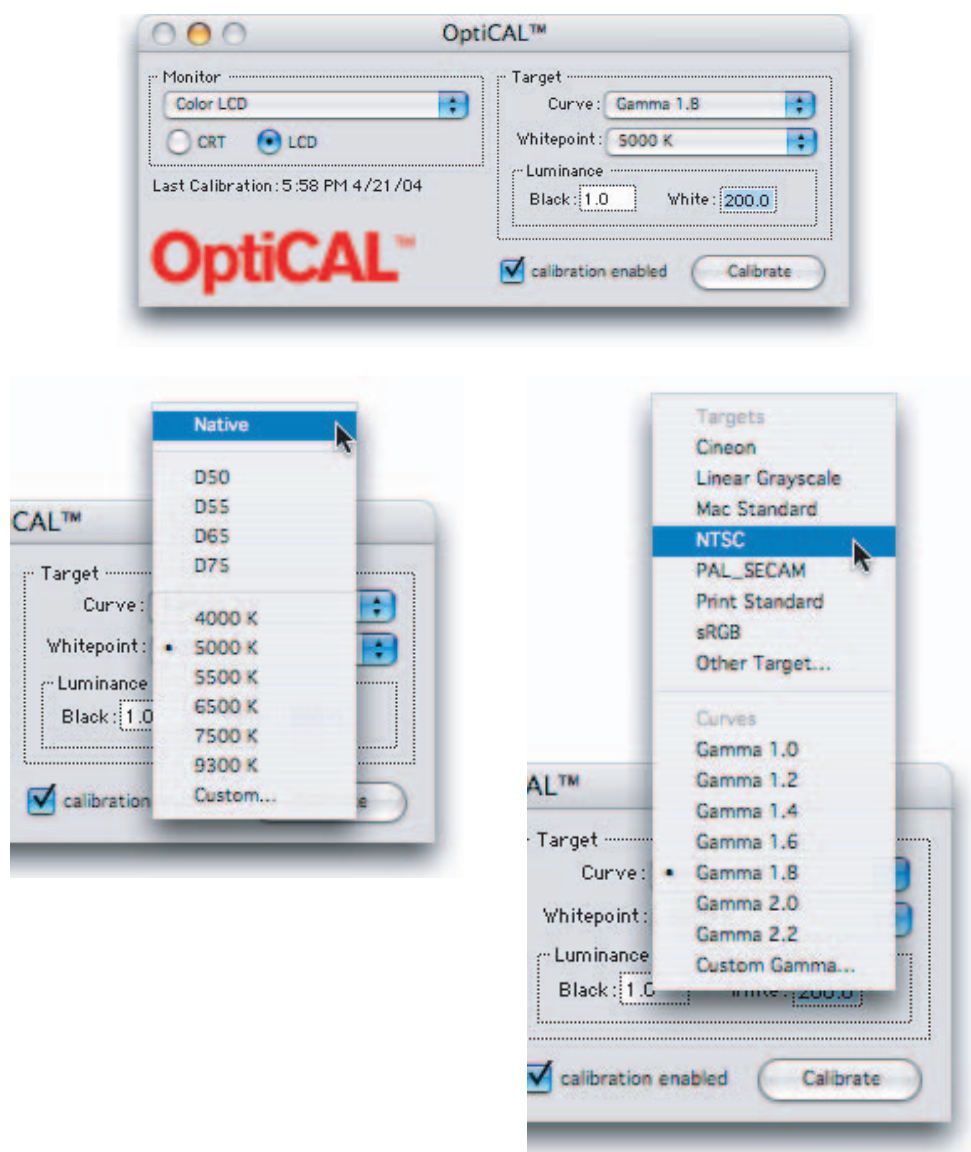 OptiCAL™
Monitor
Color LCD
CRT LCD
Last Calibration: 5:58 PM 4/21/04
OptiCAL™
Target
Curve: Gamma 1.8
Whitepoint: 5000 K
Luminance
Black: 1.0 White: 200.0
calibration enabled Calibrate
CAL™
Target
Curve:
Whitepoint:
Luminance
Black: 1.0
calibration
e
Native
D50
D55
D65
D75
4000 K
• 5000 K
5500 K
6500 K
7500 K
9300 K
Custom...
Targets
Cineon
Linear Grayscale
Mac Standard
NTSC
PAL_SECAM
Print Standard
sRGB
Other Target...
Curves
Gamma 1.0
Gamma 1.2
Gamma 1.4
Gamma 1.6
• Gamma 1.8
Gamma 2.0
Gamma 2.2
Custom Gamma...
AL™
Target
Curve:
Whitepoint:
Luminance
Black: 1.0 White: 200.0
calibration enabled Calibrate